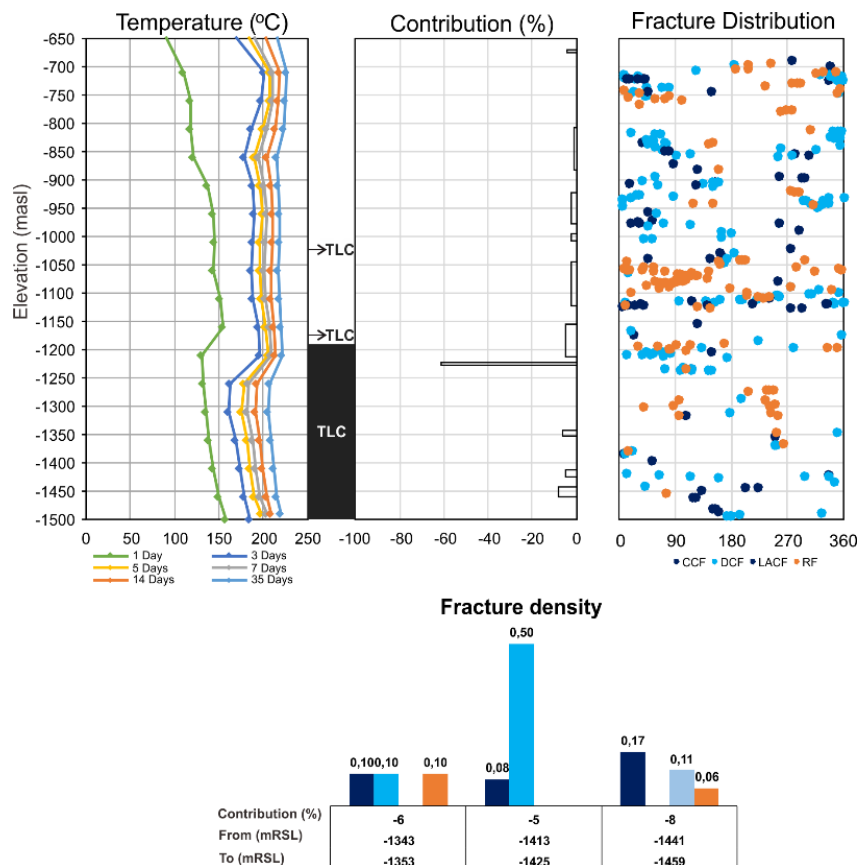 Temperature (ºC)
Contribution (%)
Fracture Distribution
Elevation (masl)
-650
-700
-750
-800
-850
-900
-950
-1000
-1050
-1100
-1150
-1200
-1250
-1300
-1350
-1400
-1450
-1500
0 50 100 150 200 250
→TLC
→TLC
TLC
-100 -80 -60 -40 -20 0
0 90 180 270 360
1 Day
3 Days
5 Days
7 Days
14 Days
35 Days
CCF DCF LACF RF
Fracture density
0,10 0,10 0,10
0,08 0,50
0,17 0,11 0,06
Contribution (%) -6 -5 -8
From (mRSL) -1343 -1413 -1441
To (mRSL) -1353 -1425 -1459